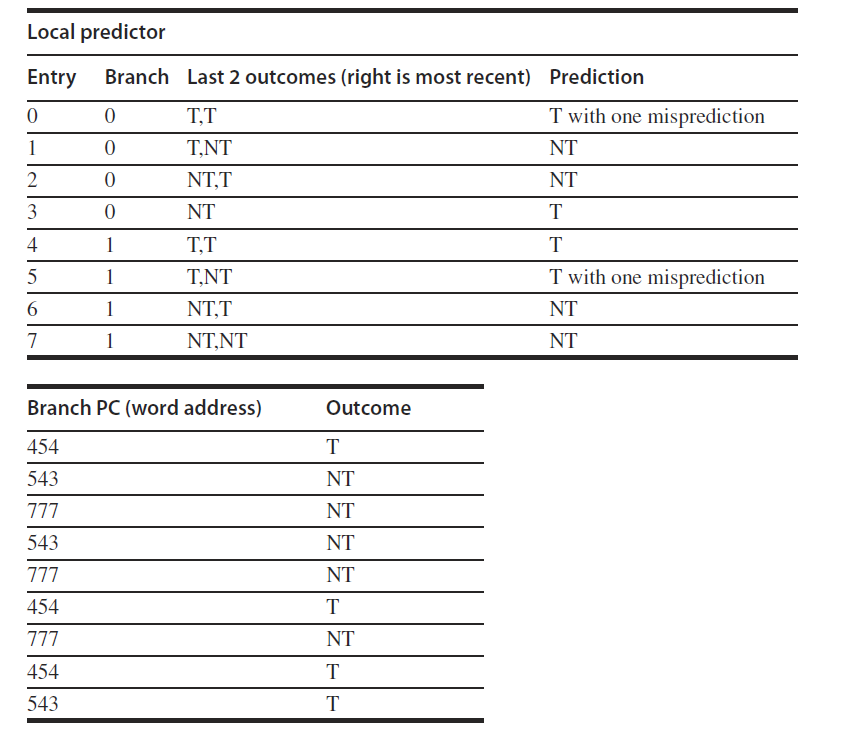 Local predictor
Entry Branch Last 2 outcomes (right is most recent) Prediction
0 0 T,T T with one misprediction
1 0 T,NT NT
2 0 NT,T NT
3 0 NT T
4 1 T,T T
5 1 T,NT T with one misprediction
6 1 NT,T NT
7 1 NT,NT NT
Branch PC (word address) Outcome
454 T
543 NT
777 NT
543 NT
777 NT
454 T
777 NT
454 T
543 T